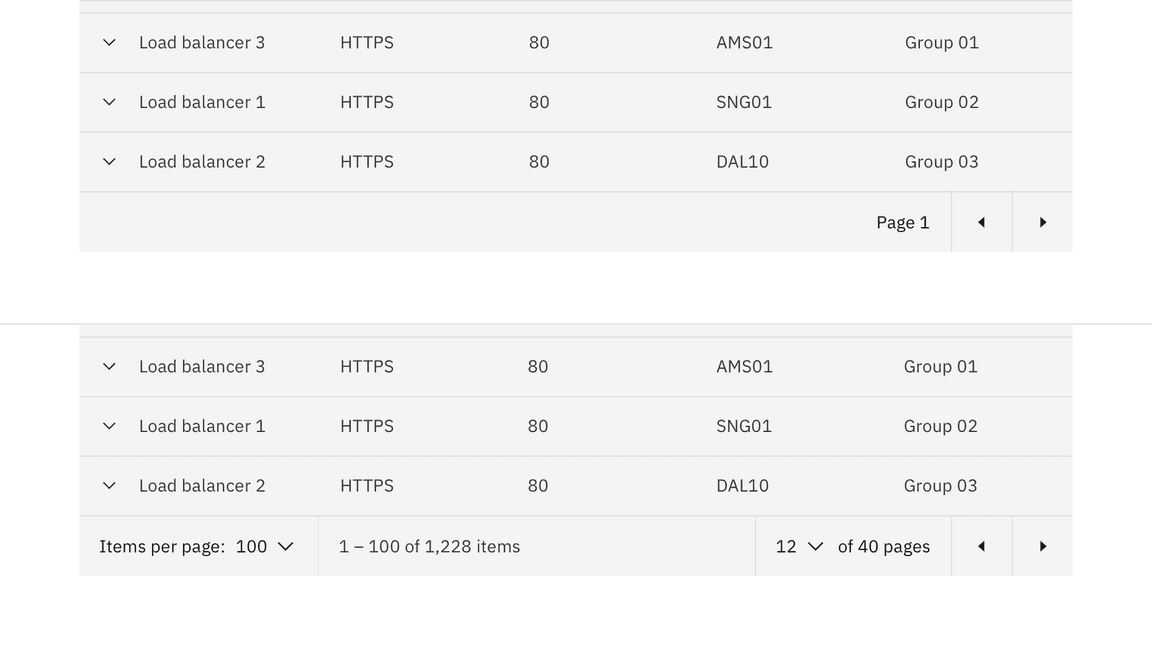 Load balancer 3 HTTPS 80 AMS01 Group 01
Load balancer 1 HTTPS 80 SNG01 Group 02
Load balancer 2 HTTPS 80 DAL10 Group 03
Page 1
Load balancer 3 HTTPS 80 AMS01 Group 01
Load balancer 1 HTTPS 80 SNG01 Group 02
Load balancer 2 HTTPS 80 DAL10 Group 03
Items per page: 100 1 – 100 of 1,228 items 12 of 40 pages